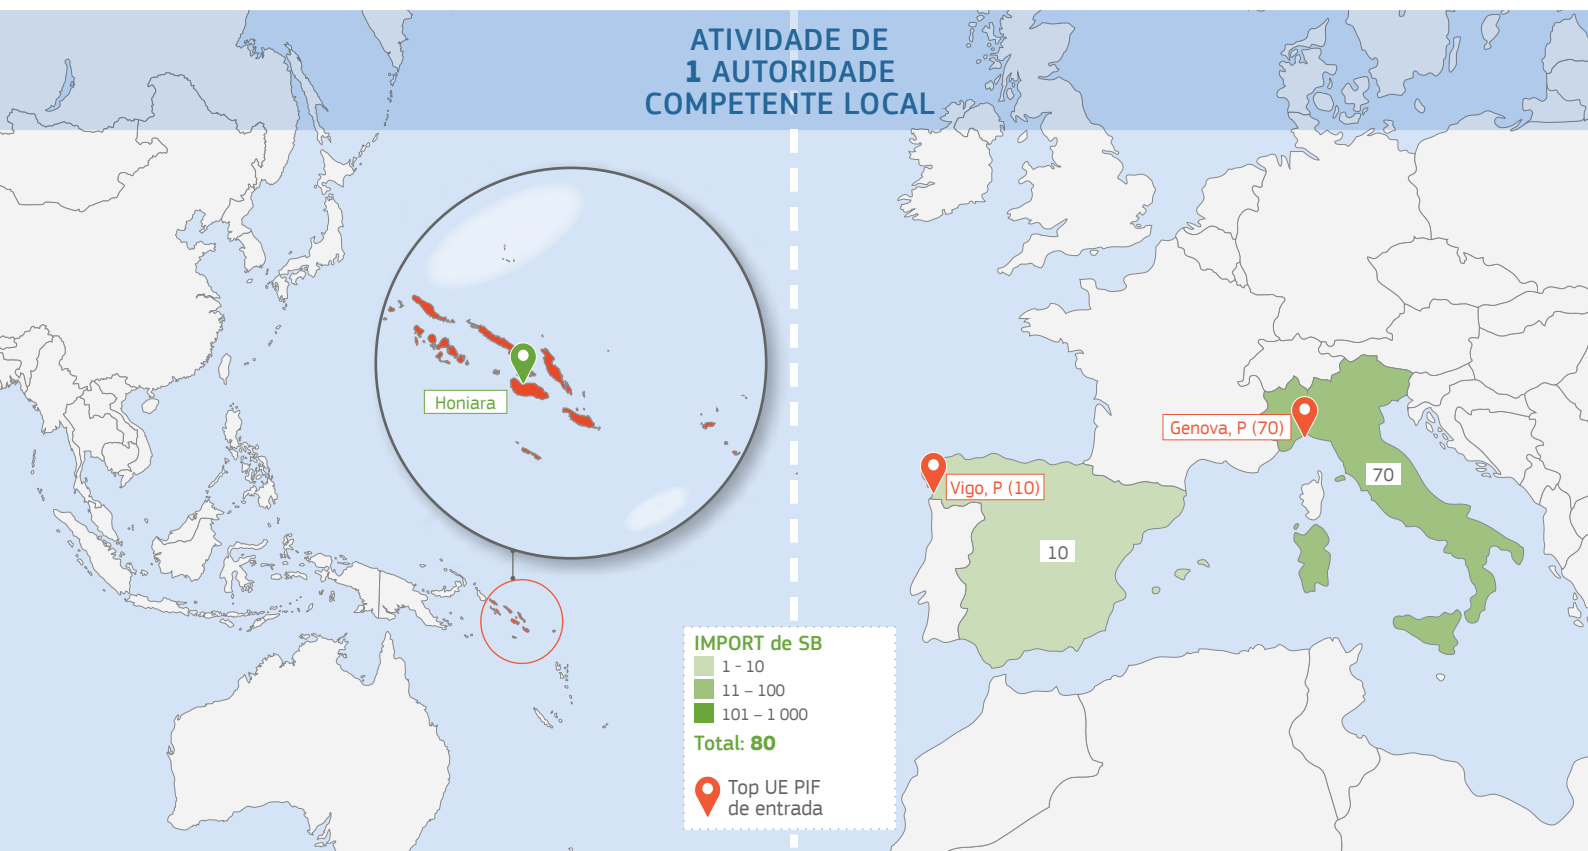 ATIVIDADE DE
1 AUTORIDADE
COMPETENTE LOCAL
Honiara
Genova, P (70)
70
Vigo, P (10)
10
IMPORT de SB
1 - 10
11 – 100
101 – 1 000
Total: 80
Top UE PIF
de entrada